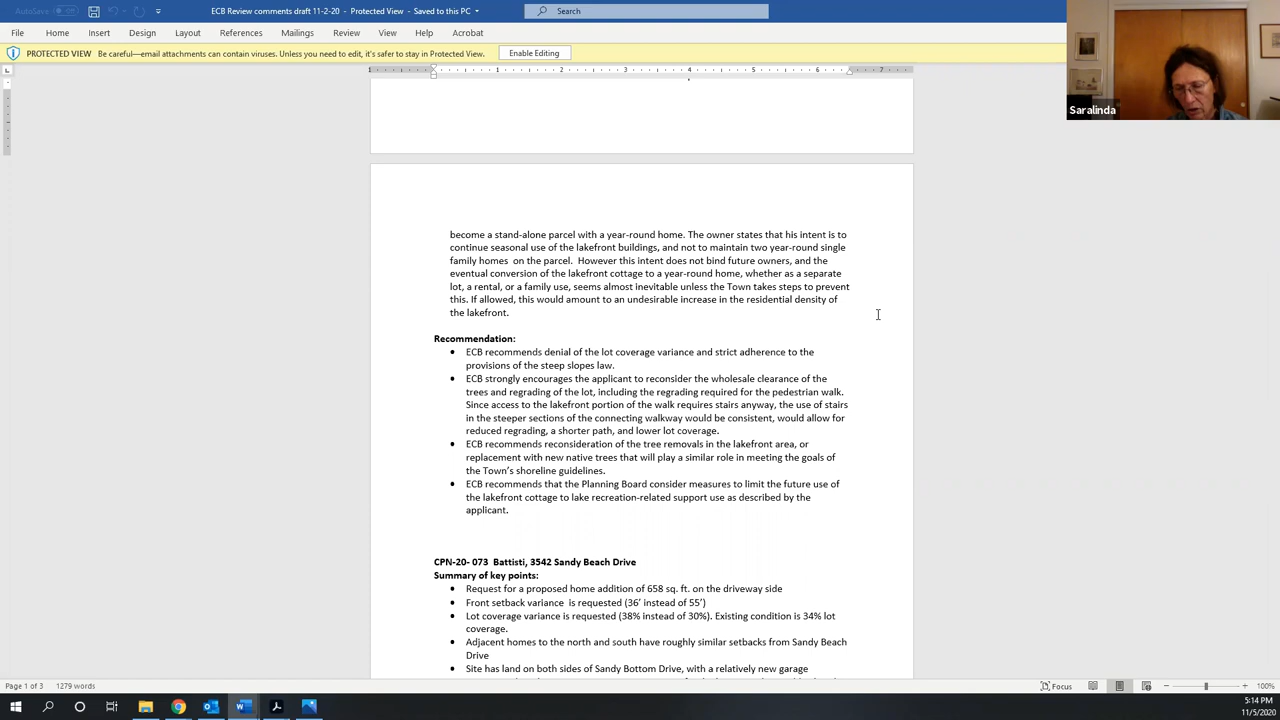 AutoSave
Off
ECB Review comments draft 11-2-20 - Protected View - Saved to this PC
Search
File Home Insert Design Layout References Mailings Review View Help Acrobat
PROTECTED VIEW Be careful—email attachments can contain viruses. Unless you need to edit, it's safer to stay in Protected View. Enable Editing
1 1 2 3 4 5 6 7
Saralinda
become a stand-alone parcel with a year-round home. The owner states that his intent is to
continue seasonal use of the lakefront buildings, and not to maintain two year-round single
family homes on the parcel. However this intent does not bind future owners, and the
eventual conversion of the lakefront cottage to a year-round home, whether as a separate
lot, a rental, or a family use, seems almost inevitable unless the Town takes steps to prevent
this. If allowed, this would amount to an undesirable increase in the residential density of
the lakefront.
Recommendation:
• ECB recommends denial of the lot coverage variance and strict adherence to the
provisions of the steep slopes law.
• ECB strongly encourages the applicant to reconsider the wholesale clearance of the
trees and regrading of the lot, including the regrading required for the pedestrian walk.
Since access to the lakefront portion of the walk requires stairs anyway, the use of stairs
in the steeper sections of the connecting walkway would be consistent, would allow for
reduced regrading, a shorter path, and lower lot coverage.
• ECB recommends reconsideration of the tree removals in the lakefront area, or
replacement with new native trees that will play a similar role in meeting the goals of
the Town's shoreline guidelines.
• ECB recommends that the Planning Board consider measures to limit the future use of
the lakefront cottage to lake recreation-related support use as described by the
applicant.
CPN-20- 073 Battisti, 3542 Sandy Beach Drive
Summary of key points:
• Request for a proposed home addition of 658 sq. ft. on the driveway side
• Front setback variance is requested (36' instead of 55')
• Lot coverage variance is requested (38% instead of 30%). Existing condition is 34% lot
coverage.
• Adjacent homes to the north and south have roughly similar setbacks from Sandy Beach
Drive
• Site has land on both sides of Sandy Bottom Drive, with a relatively new garage
Page 1 of 3 1279 words
Focus
100%
5:14 PM
11/5/2020